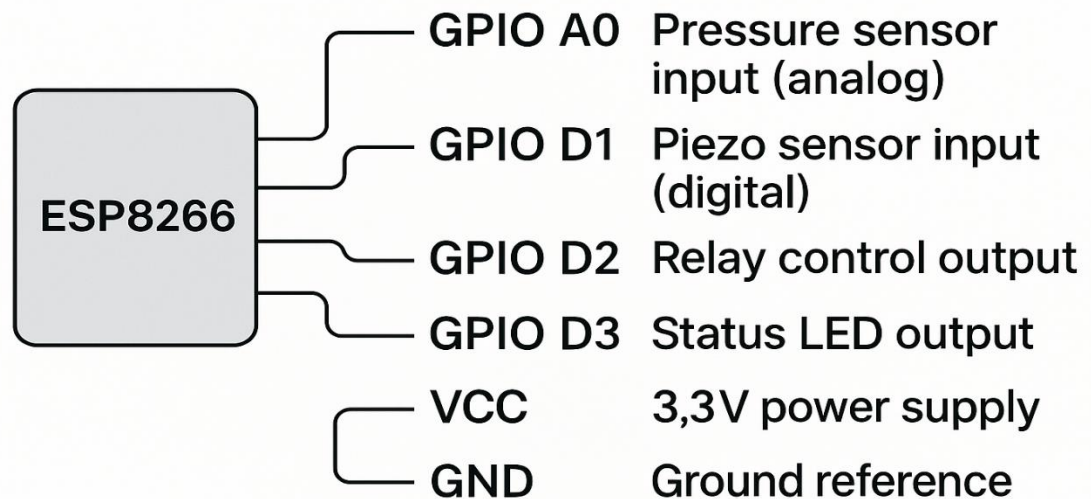 GPIO A0 Pressure sensor
input (analog)
GPIO D1 Piezo sensor input
(digital)
ESP8266
GPIO D2 Relay control output
GPIO D3 Status LED output
VCC 3,3V power supply
GND Ground reference